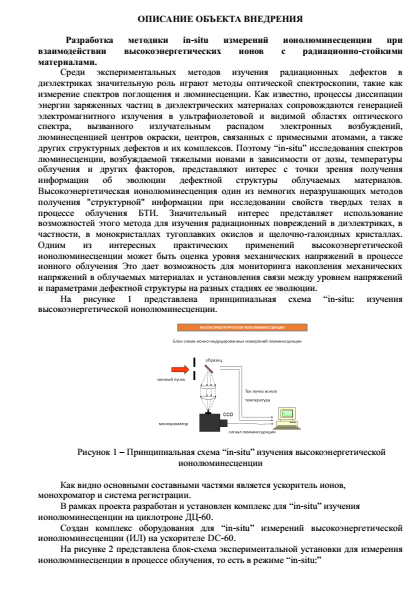 ОПИСАНИЕ ОБЪЕКТА ВНЕДРЕНИЯ
Разработка методики in-situ измерений ионолюминесценции при
взаимодействии высокоэнергетических ионов с радиационно-стойкими
материалами.
Среди экспериментальных методов изучения радиационных дефектов в
диэлектриках значительную роль играют методы оптической спектроскопии, такие как
измерение спектров поглощения и люминесценции. Как известно, процессы диссипации
энергии заряженных частиц в диэлектрических материалах сопровождаются генерацией
электромагнитного излучения в ультрафиолетовой и видимой областях оптического
спектра, вызванного излучательным распадом электронных возбуждений,
люминесценцией центров окраски, центров, связанных с примесными атомами, а также
других структурных дефектов и их комплексов. Поэтому “in-situ” исследования спектров
люминесценции, возбуждаемой тяжелыми ионами в зависимости от дозы, температуры
облучения и других факторов, представляют интерес с точки зрения получения
информации об эволюции дефектной структуры облучаемых материалов.
Высокоэнергетическая ионолюминесценция один из немногих неразрушающих методов
получения "структурной" информации при исследовании свойств твердых тел в
процессе облучения БТИ. Значительный интерес представляет использование
возможностей этого метода для изучения радиационных повреждений в диэлектриках, в
частности, в монокристаллах тугоплавких окислов и щелочно-галоидных кристаллах.
Одним из интересных практических применений высокоэнергетической
ионолюминесценции может быть оценка уровня механических напряжений в процессе
ионного облучения Это дает возможность для мониторинга накопления механических
напряжений в облучаемых материалах и установления связи между уровнем напряжений
и параметрами дефектной структуры на разных стадиях ее эволюции.
На рисунке 1 представлена принципиальная схема “in-situ: изучения
высокоэнергетической ионолюминесценции.
ВЫСОКОЭНЕРГЕТИЧЕСКАЯ ИОНОЛЮМИНЕСЦЕНЦИЯ
Блок-схема ионно-индуцированных измерений люминесценции
образец
ионный пучок
Ток пучка ионов
температура
CCD
монохроматор
сигнал люминесценции
Рисунок 1 – Принципиальная схема “in-situ” изучения высокоэнергетической
ионолюминесценции
Как видно основными составными частями является ускоритель ионов,
монохроматор и система регистрации.
В рамках проекта разработан и установлен комплекс для “in-situ” изучения
ионолюминесценции на циклотроне ДЦ-60.
Создан комплекс оборудования для “in-situ” измерений высокоэнергетической
ионолюминесценции (ИЛ) на ускорителе DC-60.
На рисунке 2 представлена блок-схема экспериментальной установки для измерения
ионолюминесценции в процессе облучения, то есть в режиме “in-situ:”